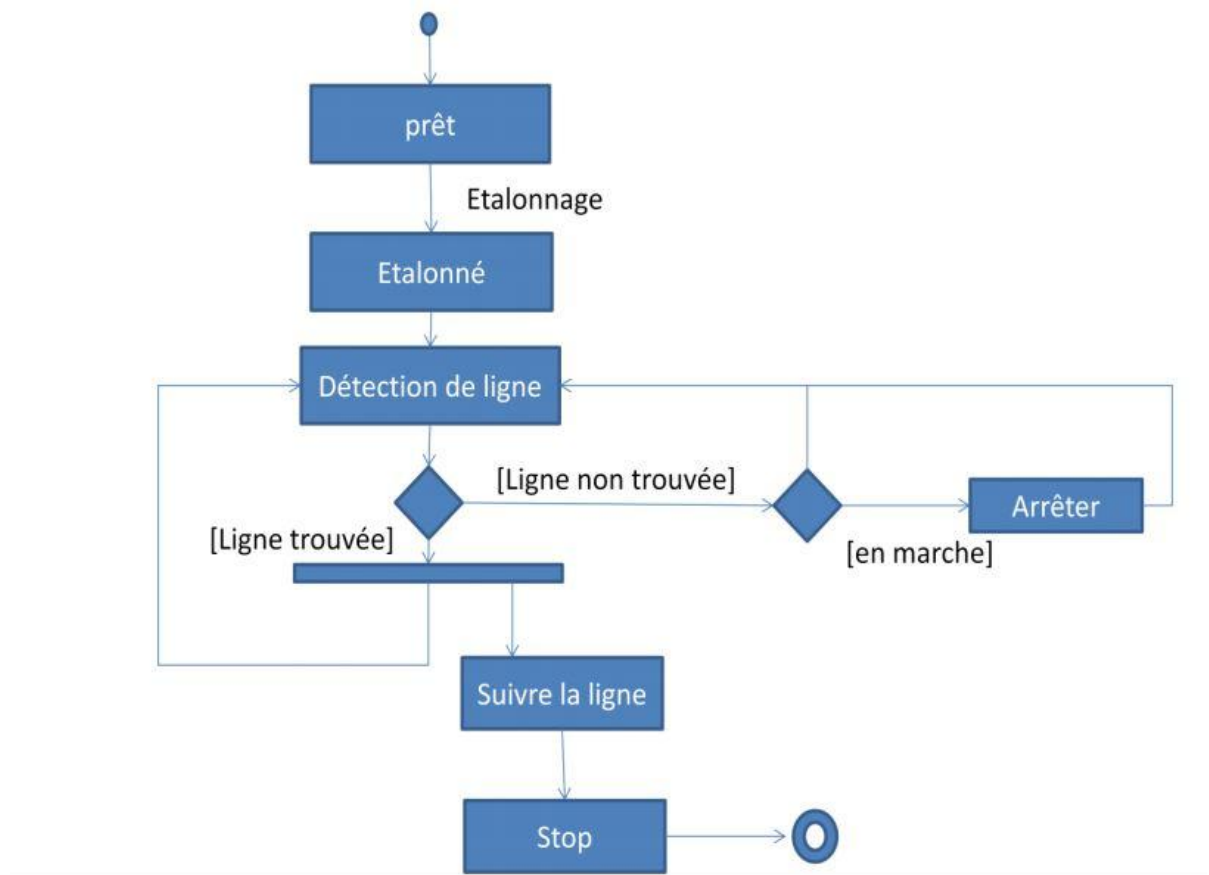 prêt
Etalonnage
Etalonné
Détection de ligne
[Ligne non trouvée]
Arrêter
[Ligne trouvée]
[en marche]
Suivre la ligne
Stop